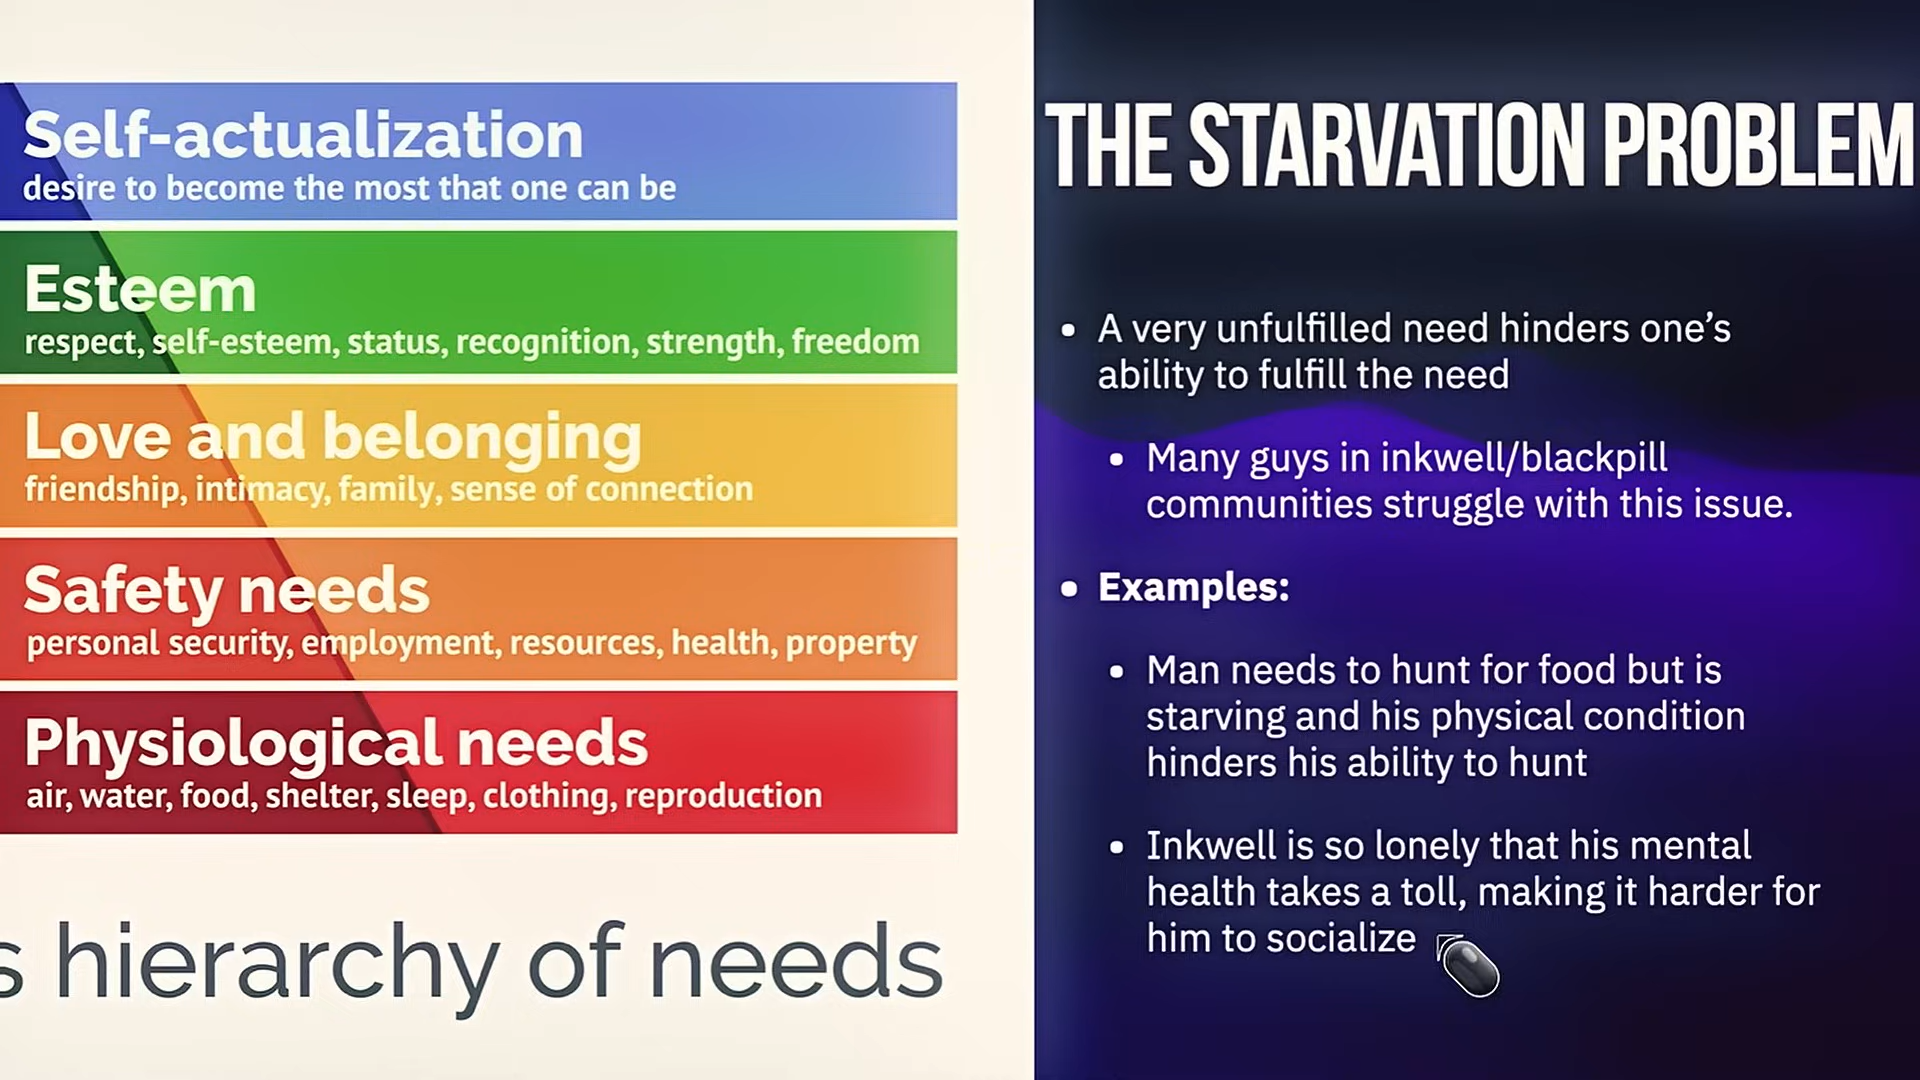 Self-actualization
desire to become the most that one can be
Esteem
respect, self-esteem, status, recognition, strength, freedom
Love and belonging
friendship, intimacy, family, sense of connection
Safety needs
personal security, employment, resources, health, property
Physiological needs
air, water, food, shelter, sleep, clothing, reproduction
s hierarchy of needs
THE STARVATION PROBLEM
• A very unfulfilled need hinders one’s
ability to fulfill the need
• Many guys in inkwell/blackpill
communities struggle with this issue.
• Examples:
• Man needs to hunt for food but is
starving and his physical condition
hinders his ability to hunt
• Inkwell is so lonely that his mental
health takes a toll, making it harder for
him to socialize